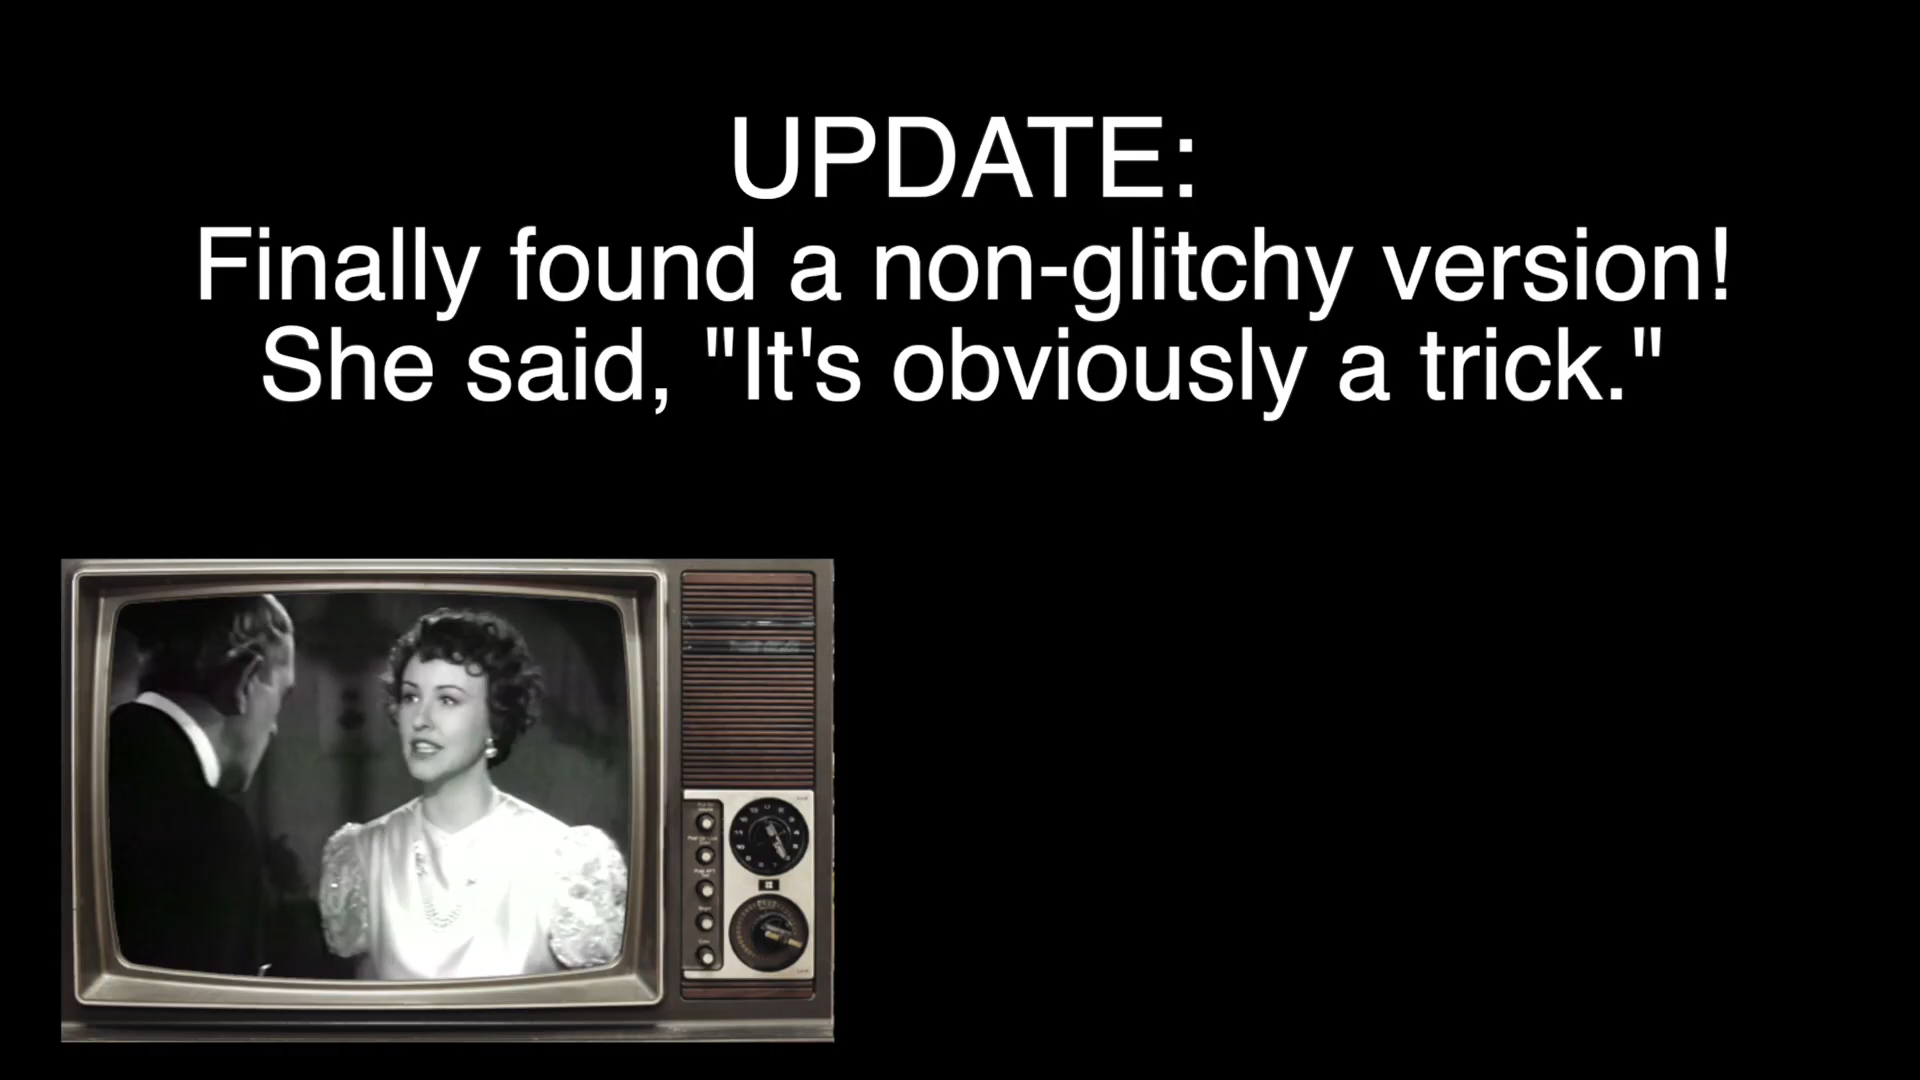 UPDATE:
Finally found a non-glitchy version!
She said, "It's obviously a trick."